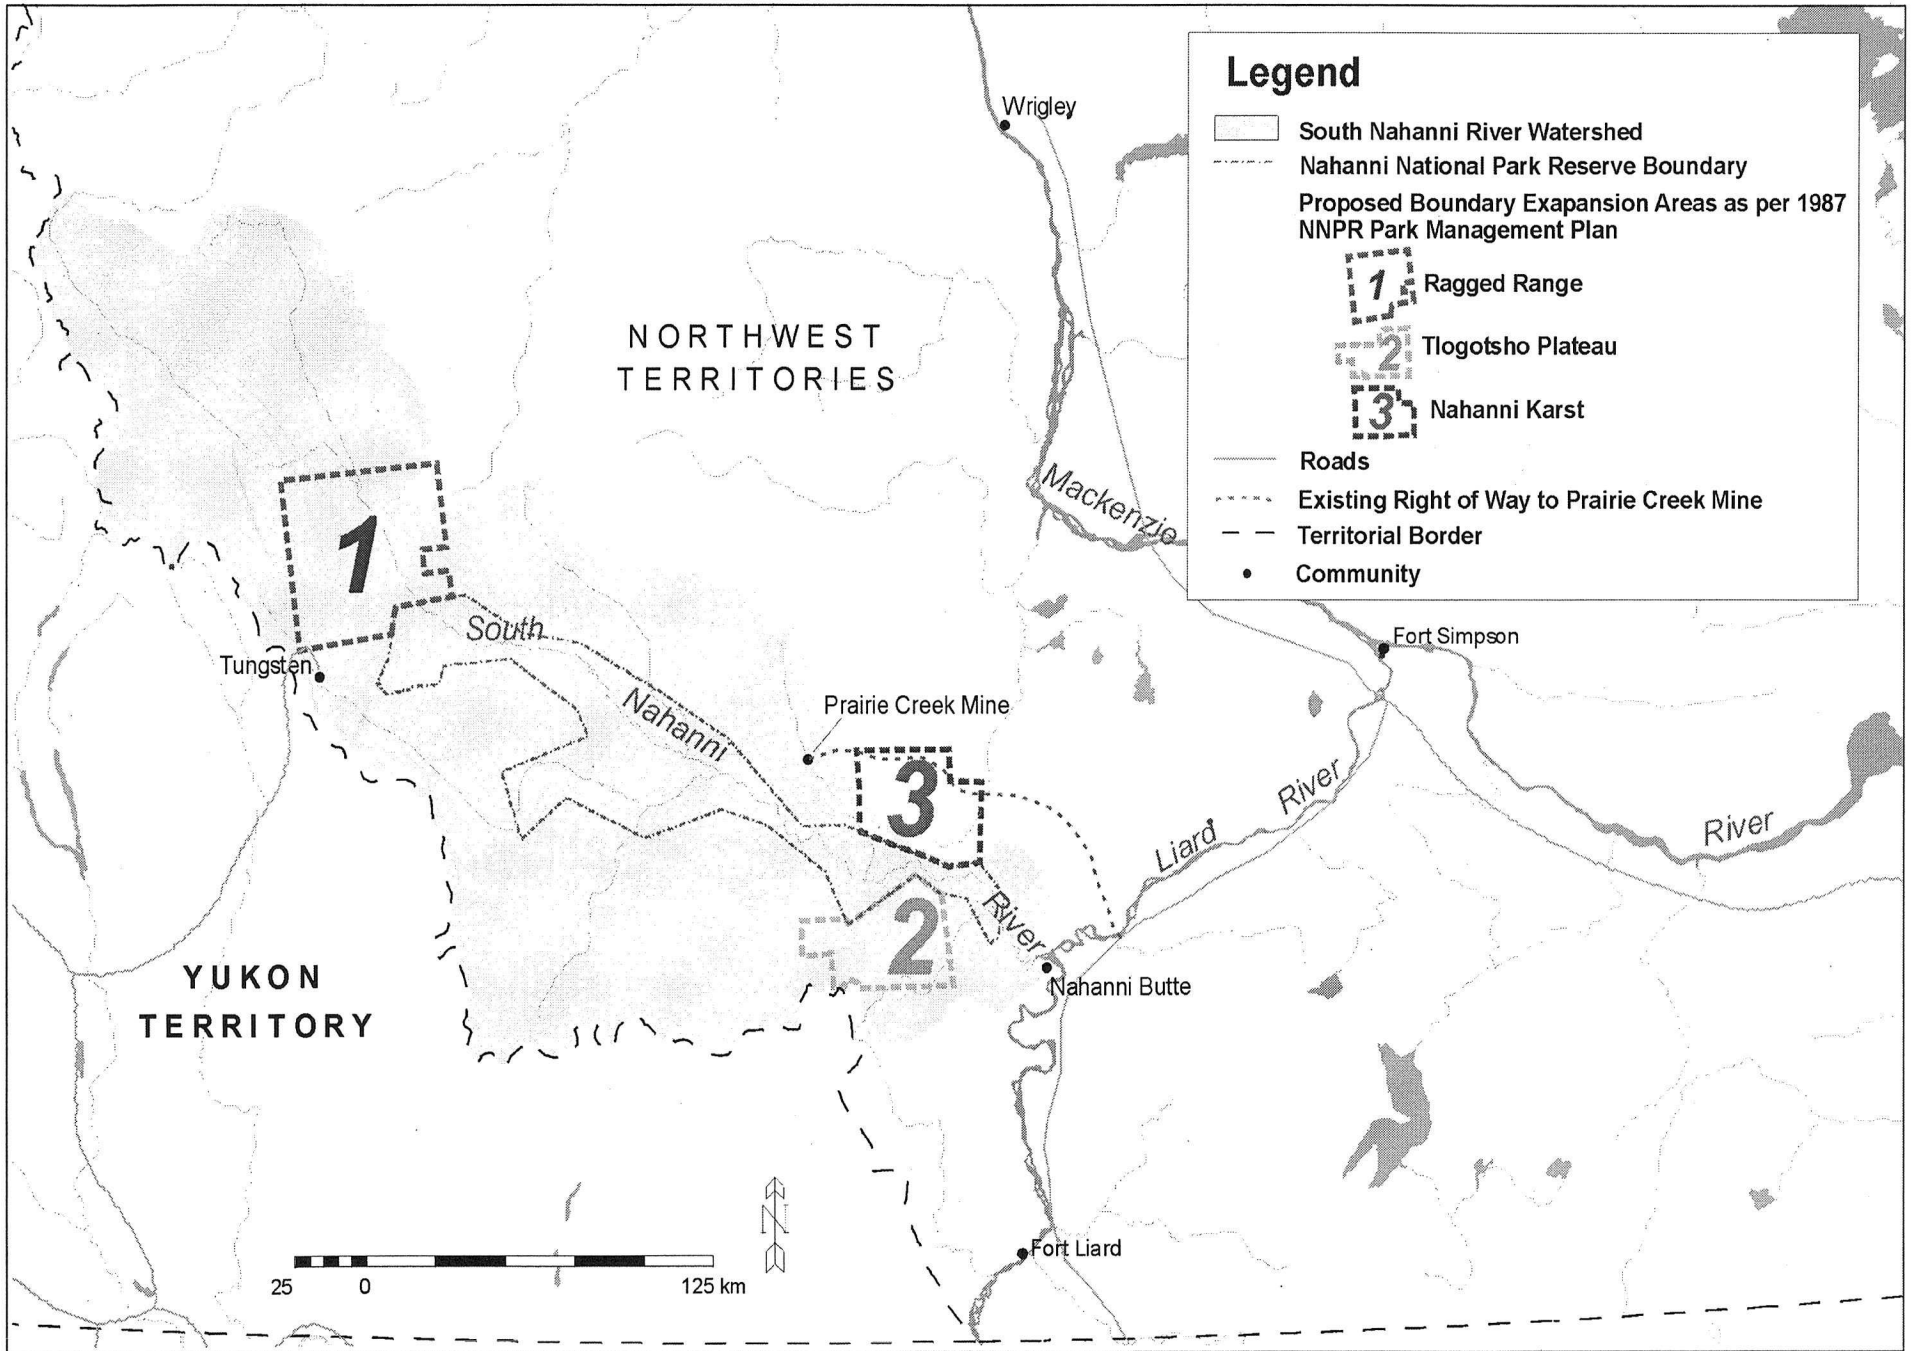 Legend
South Nahanni River Watershed
Nahanni National Park Reserve Boundary
Proposed Boundary Exapansion Areas as per 1987
NNPR Park Management Plan
1 Ragged Range
2 Tlogotsho Plateau
3 Nahanni Karst
Roads
Existing Right of Way to Prairie Creek Mine
Territorial Border
Community
Wrigley
NORTHWEST
TERRITORIES
Mackenzie
1
South
Tungsten
Fort Simpson
Nahanni
Prairie Creek Mine
3
River
Liard
River
River
2
Nahanni Butte
YUKON
TERRITORY
N
Fort Liard
25 0 125 km